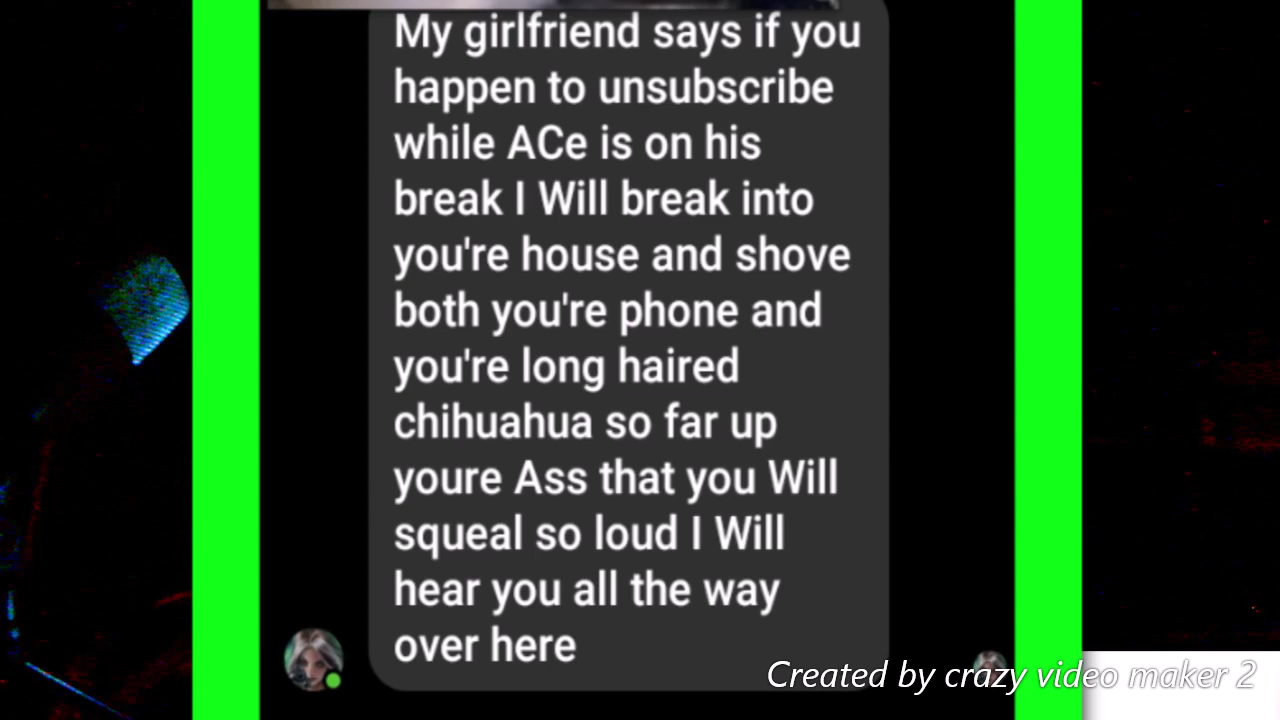 My girlfriend says if you
happen to unsubscribe
while ACe is on his
break I Will break into
you're house and shove
both you're phone and
you're long haired
chihuahua so far up
youre Ass that you Will
squeal so loud I Will
hear you all the way
over here
Created by crazy video maker 2